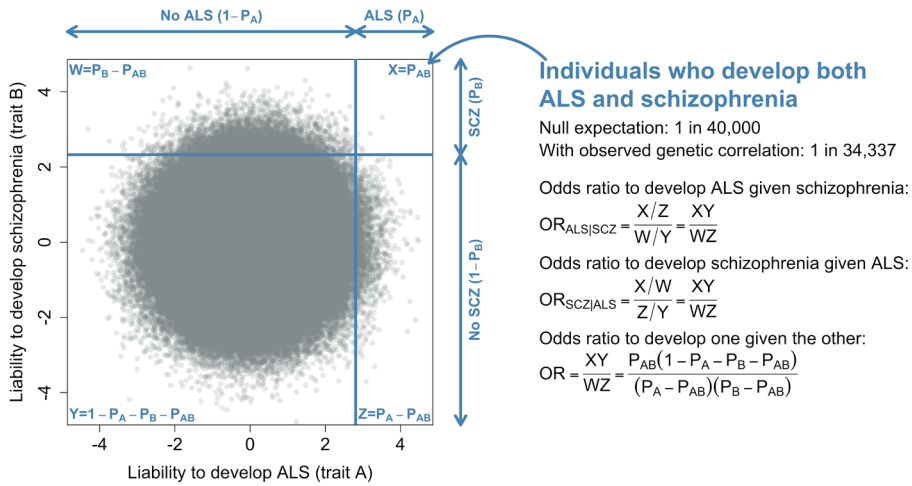 No ALS (1−P_A)
ALS (P_A)
W=P_B − P_AB
X=P_AB
Y=1 − P_A − P_B − P_AB
Z=P_A − P_AB
SCZ (P_B)
No SCZ (1−P_B)
4
2
0
-2
-4
-4
-2
0
2
4
Liability to develop schizophrenia (trait B)
Liability to develop ALS (trait A)
Individuals who develop both
ALS and schizophrenia
Null expectation: 1 in 40,000
With observed genetic correlation: 1 in 34,337
Odds ratio to develop ALS given schizophrenia:
OR_ALS|SCZ = X/Z / W/Y = XY / WZ
Odds ratio to develop schizophrenia given ALS:
OR_SCZ|ALS = X/W / Z/Y = XY / WZ
Odds ratio to develop one given the other:
OR = XY / WZ = P_AB(1 − P_A − P_B − P_AB) / (P_A − P_AB)(P_B − P_AB)